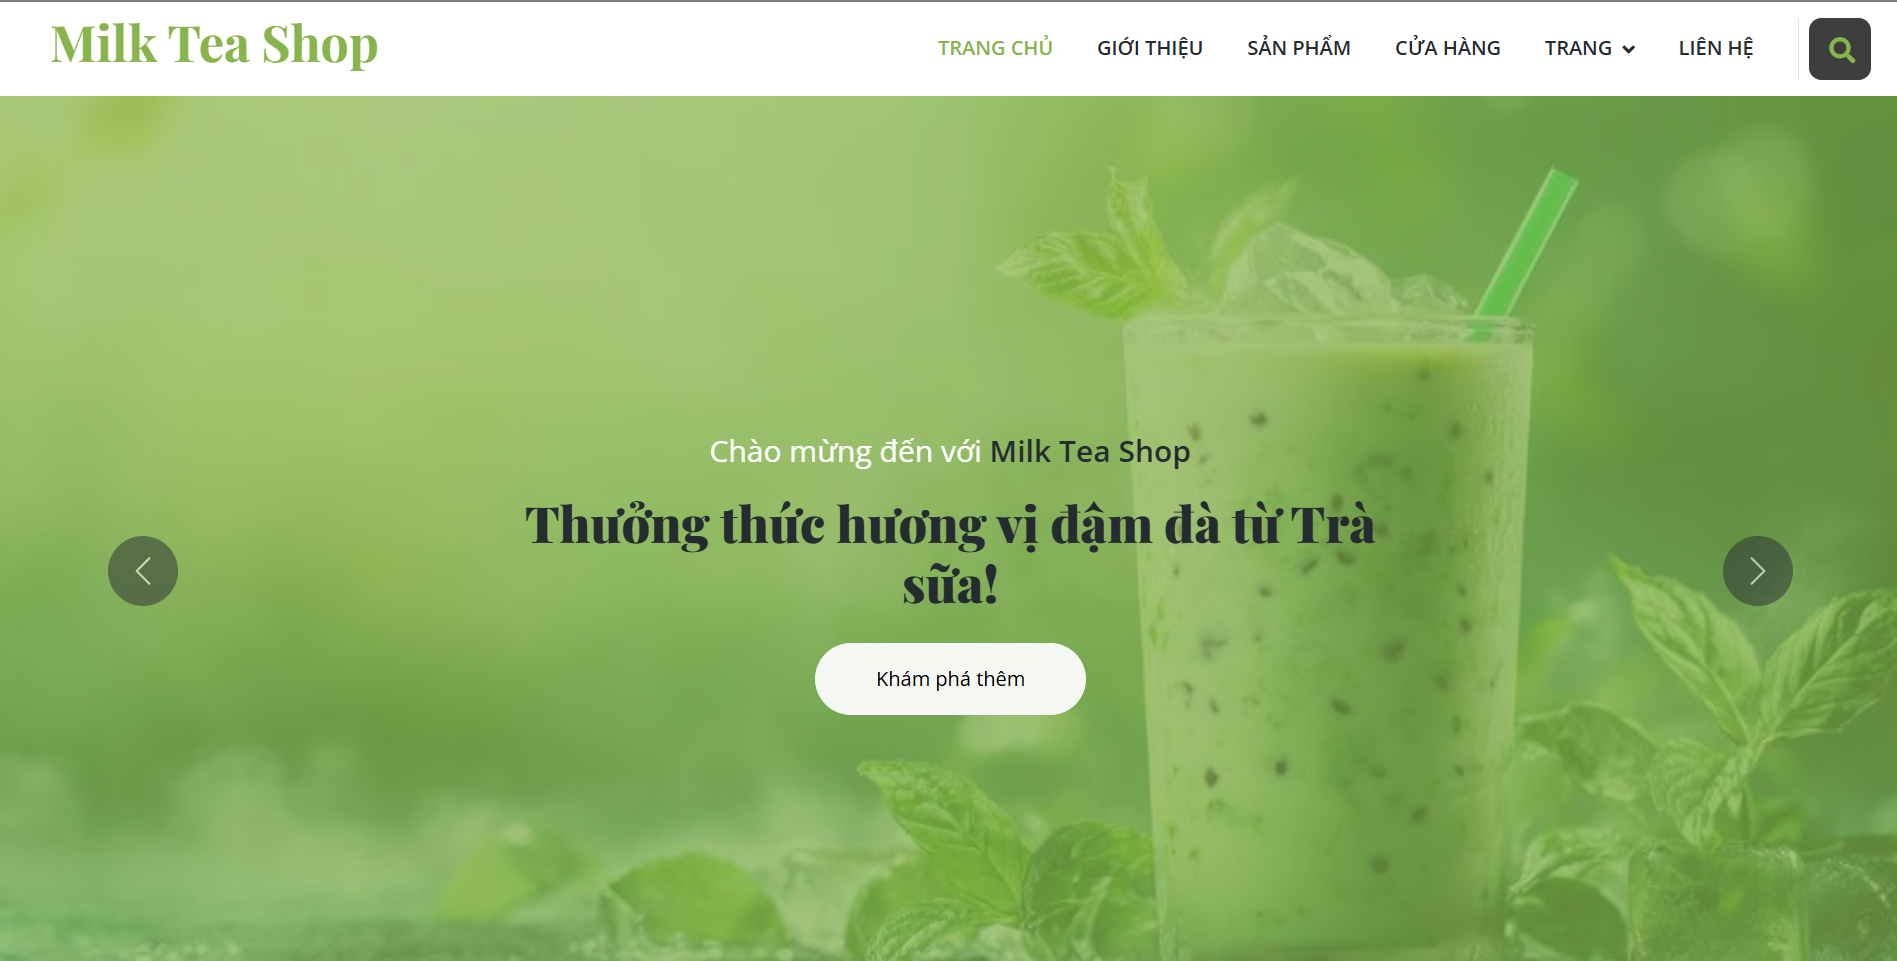 Milk Tea Shop
TRANG CHỦ GIỚI THIỆU SẢN PHẨM CỬA HÀNG TRANG LIÊN HỆ
Chào mừng đến với Milk Tea Shop
Thưởng thức hương vị đậm đà từ Trà
sữa!
Khám phá thêm